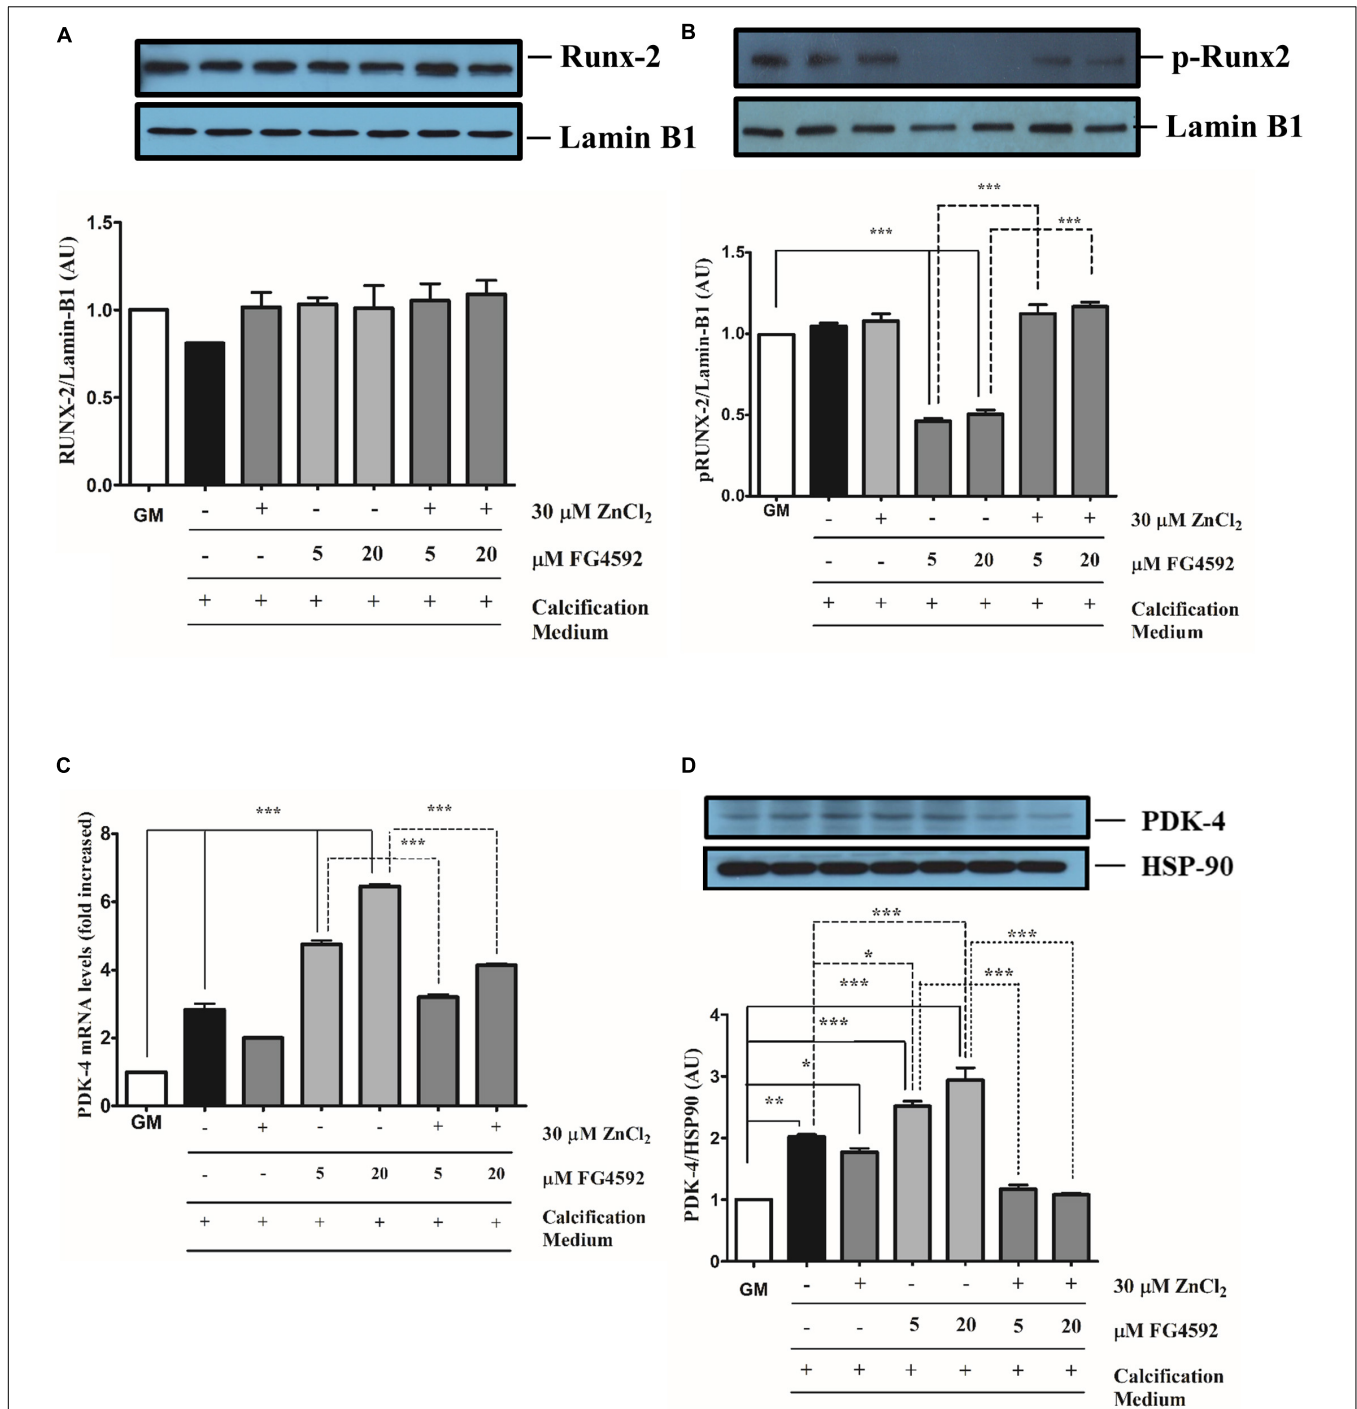 A
Runx-2
Lamin B1
RUNX-2/Lamin-B1 (AU)
1.5
1.0
0.5
0.0
GM
- + - - + + 30 µM ZnCl2
- - 5 20 5 20 µM FG4592
+ + + + + + Calcification
Medium
B
p-Runx2
Lamin B1
pRUNX-2/Lamin-B1 (AU)
***
***
***
1.5
1.0
0.5
0.0
GM
- + - - + + 30 µM ZnCl2
- - 5 20 5 20 µM FG4592
+ + + + + + Calcification
Medium
C
PDK-4 mRNA levels (fold increased)
*** ***
***
8
6
4
2
0
GM
- + - - + + 30 µM ZnCl2
- - 5 20 5 20 µM FG4592
+ + + + + + Calcification
Medium
D
PDK-4
HSP-90
PDK-4/HSP90 (AU)
***
***
*
***
***
***
*
**
4
3
2
1
0
GM
- + - - + + 30 µM ZnCl2
- - 5 20 5 20 µM FG4592
+ + + + + + Calcification
Medium